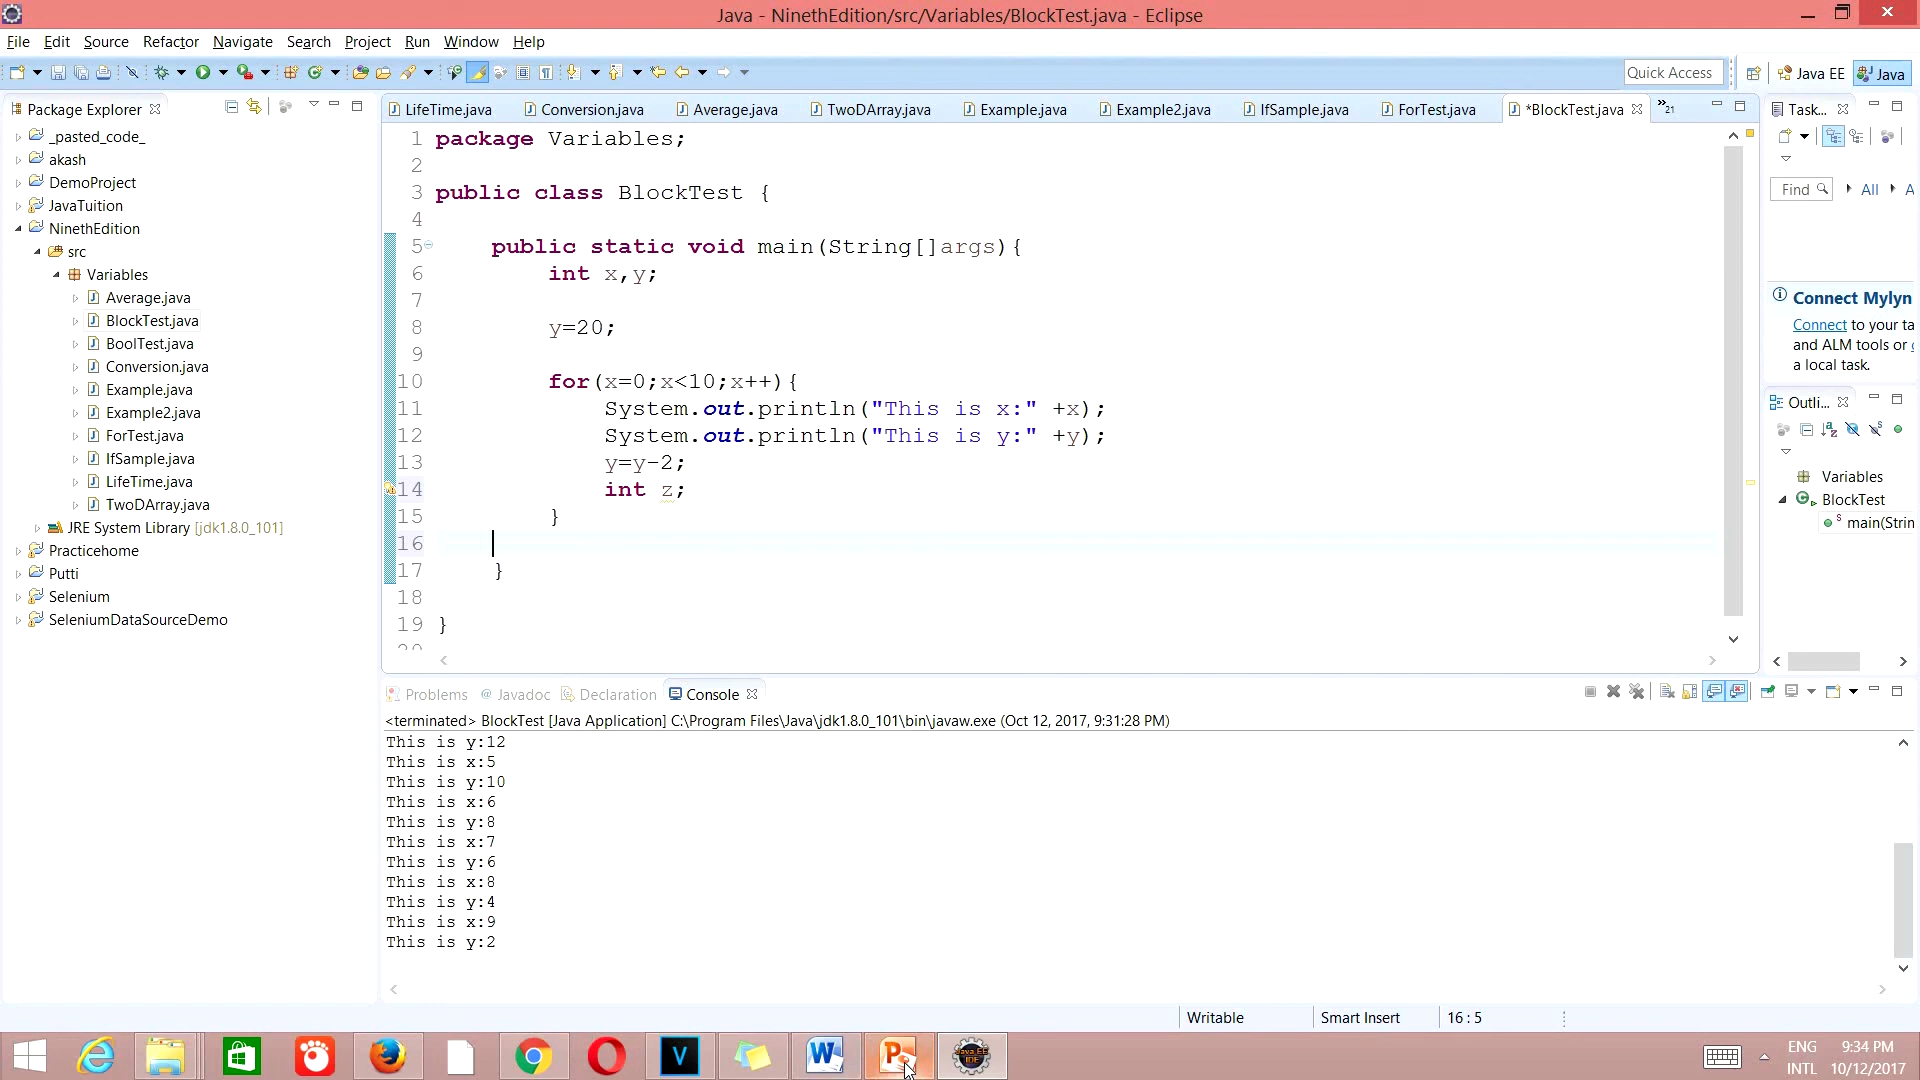 Java - NinethEdition/src/Variables/BlockTest.java - Eclipse
File Edit Source Refactor Navigate Search Project Run Window Help
Quick Access
Java EE
Java
Package Explorer
_pasted_code_
akash
DemoProject
JavaTuition
NinethEdition
src
Variables
Average.java
BlockTest.java
BoolTest.java
Conversion.java
Example.java
Example2.java
ForTest.java
IfSample.java
LifeTime.java
TwoDArray.java
JRE System Library [jdk1.8.0_101]
Practicehome
Putti
Selenium
SeleniumDataSourceDemo
LifeTime.java Conversion.java Average.java TwoDArray.java Example.java Example2.java IfSample.java ForTest.java *BlockTest.java »21
1 package Variables;
2
3 public class BlockTest {
4
5 public static void main(String[]args){
6 int x,y;
7
8 y=20;
9
10 for(x=0;x<10;x++){
11 System.out.println("This is x:" +x);
12 System.out.println("This is y:" +y);
13 y=y-2;
14 int z;
15 }
16
17 }
18
19 }
20
Task...
Find
All
A
Connect Mylyn
Connect to your ta
and ALM tools or
a local task.
Outli...
Variables
BlockTest
main(Strin
Problems @ Javadoc Declaration Console
<terminated> BlockTest [Java Application] C:\Program Files\Java\jdk1.8.0_101\bin\javaw.exe (Oct 12, 2017, 9:31:28 PM)
This is y:12
This is x:5
This is y:10
This is x:6
This is y:8
This is x:7
This is y:6
This is x:8
This is y:4
This is x:9
This is y:2
Writable
Smart Insert
16 : 5
ENG
INTL
9:34 PM
10/12/2017